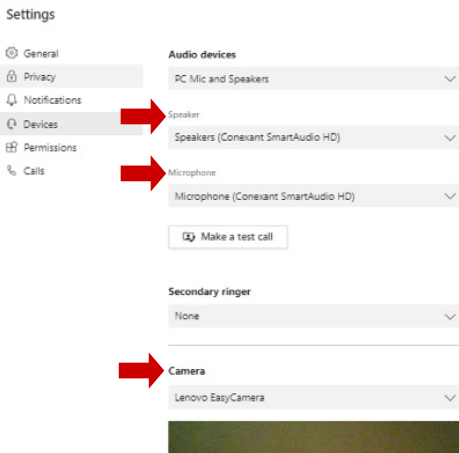 Settings
General
Privacy
Notifications
Devices
Permissions
Calls
Audio devices
PC Mic and Speakers
Speaker
Speakers (Conexant SmartAudio HD)
Microphone
Microphone (Conexant SmartAudio HD)
Make a test call
Secondary ringer
None
Camera
Lenovo EasyCamera